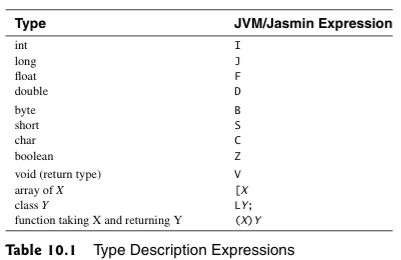 Type JVM/Jasmin Expression
int I
long J
float F
double D
byte B
short S
char C
boolean Z
void (return type) V
array of X [X
class Y LY;
function taking X and returning Y (X)Y
Table 10.1 Type Description Expressions